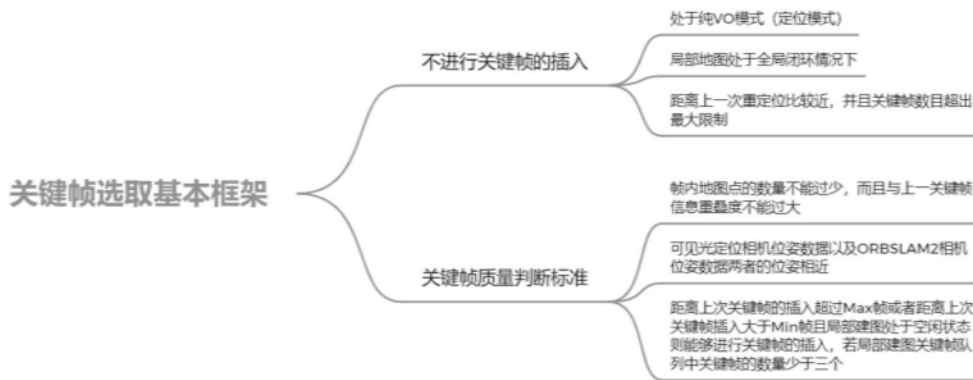 关键帧选取基本框架
不进行关键帧的插入
处于纯VO模式（定位模式）
局部地图处于全局闭环情况下
距离上一次重定位比较近，并且关键帧数目超出
最大限制
关键帧质量判断标准
帧内地图点的数量不能过少，而且与上一关键帧
信息重叠度不能过大
可见光定位相机位姿数据以及ORBSLAM2相机
位姿数据两者的位姿相近
距离上次关键帧的插入超过Max帧或者距离上次
关键帧插入大于Min帧且局部建图处于空闲状态
则能够进行关键帧的插入，若局部建图关键帧队
列中关键帧的数量少于三个